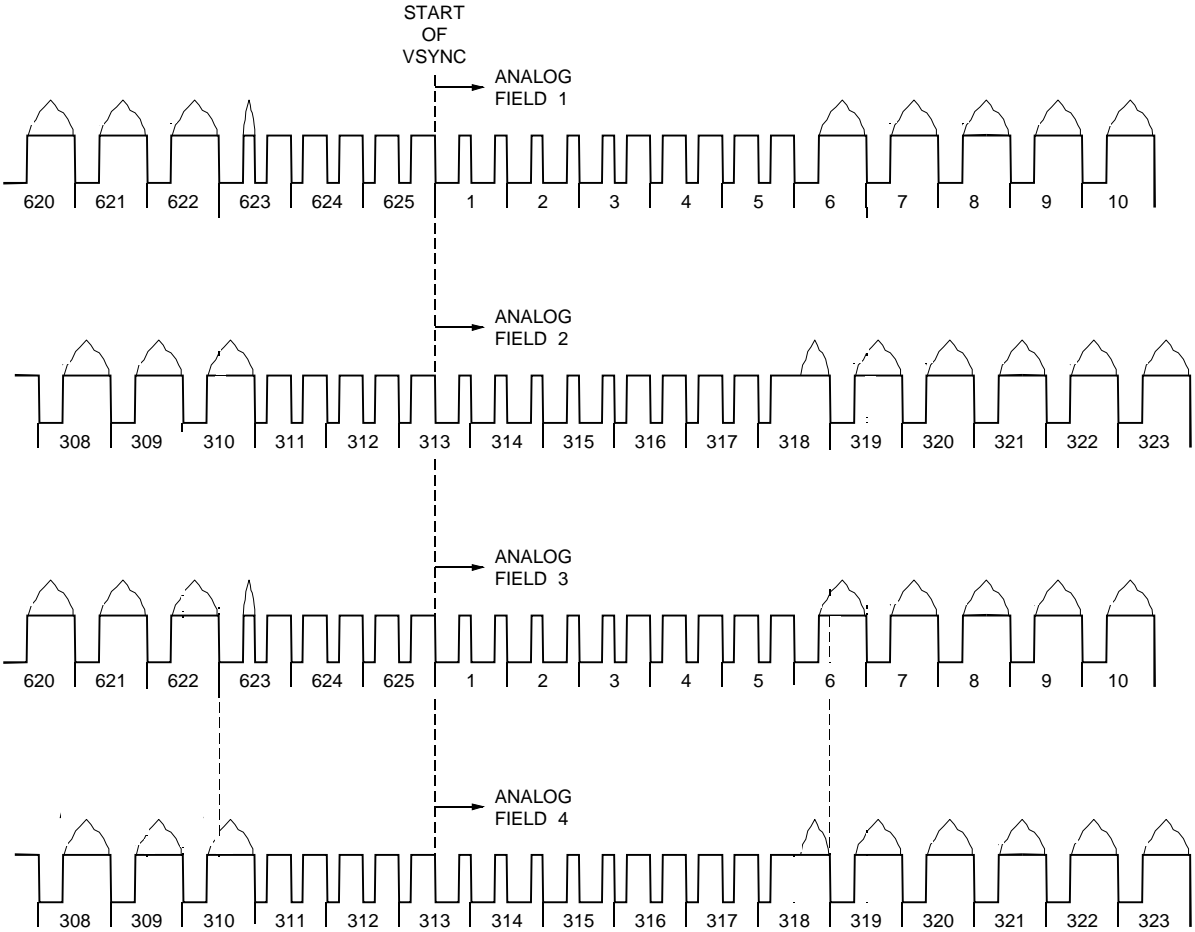 START
OF
VSYNC
ANALOG
FIELD 1
620 621 622 623 624 625 1 2 3 4 5 6 7 8 9 10
ANALOG
FIELD 2
308 309 310 311 312 313 314 315 316 317 318 319 320 321 322 323
ANALOG
FIELD 3
620 621 622 623 624 625 1 2 3 4 5 6 7 8 9 10
ANALOG
FIELD 4
308 309 310 311 312 313 314 315 316 317 318 319 320 321 322 323